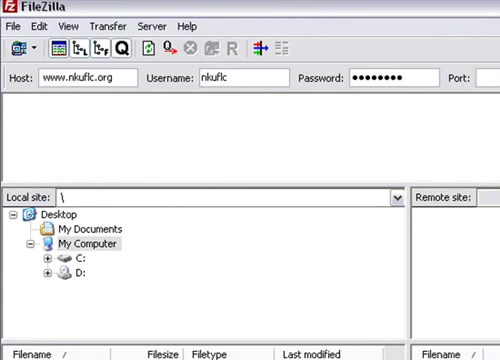 FileZilla
File Edit View Transfer Server Help
Host: www.nkuflc.org Username: nkuflc Password: ●●●●●●●● Port:
Local site: \ Remote site:
Desktop
My Documents
My Computer
C:
D:
Filename / Filesize Filetype Last modified Filename /